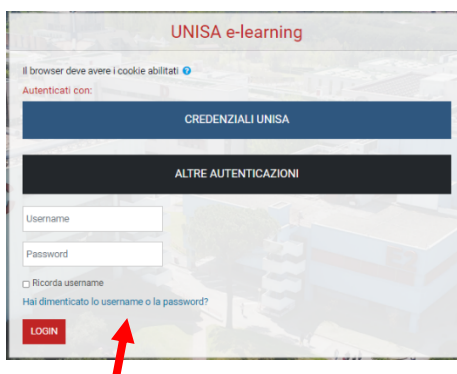 UNISA e-learning
Il browser deve avere i cookie abilitati ?
Autenticati con:
CREDENZIALI UNISA
ALTRE AUTENTICAZIONI
Username
Password
Ricorda username
Hai dimenticato lo username o la password?
LOGIN